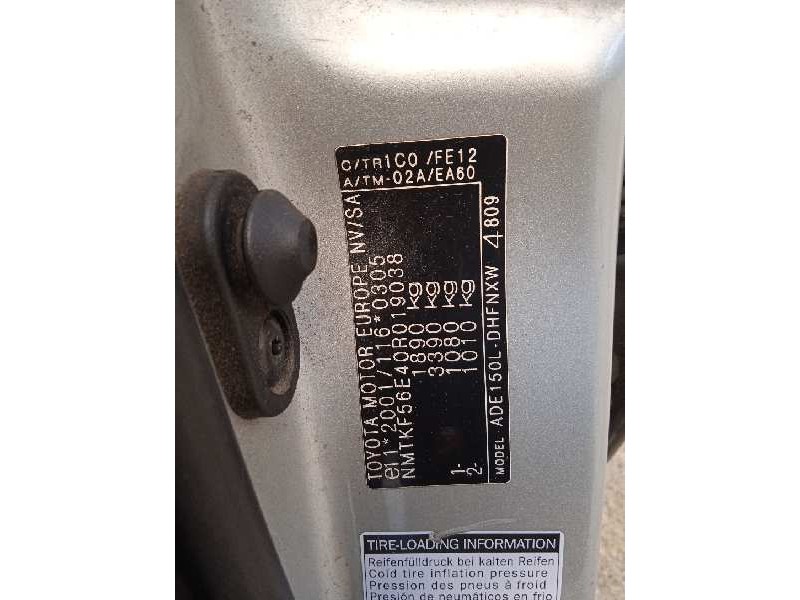 C/TR1C0 /FE12
A/TM-02A/EA60
TOYOTA MOTOR EUROPE NV/SA
e11*2001/116*0305
NMTKF56E40R019038
1890 kg
3390 kg
1- 1080 kg
2- 1010 kg
MODEL ADE150L-DHFNXW 4809
TIRE-LOADING INFORMATION
Reifenfülldruck bei kalten Reifen
Cold tire inflation pressure
Pression des pneus à froid
Presión de neumáticos en frio